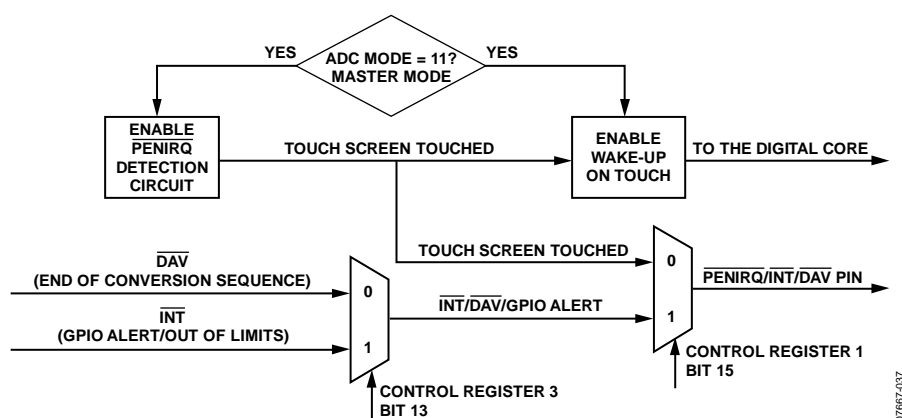 YES
ADC MODE = 11?
MASTER MODE
YES
ENABLE
PENIRQ
DETECTION
CIRCUIT
TOUCH SCREEN TOUCHED
ENABLE
WAKE-UP
ON TOUCH
TO THE DIGITAL CORE
TOUCH SCREEN TOUCHED
DAV
(END OF CONVERSION SEQUENCE)
INT
(GPIO ALERT/OUT OF LIMITS)
0
1
INT/DAV/GPIO ALERT
0
1
PENIRQ/INT/DAV PIN
CONTROL REGISTER 3
BIT 13
CONTROL REGISTER 1
BIT 15
07667-037